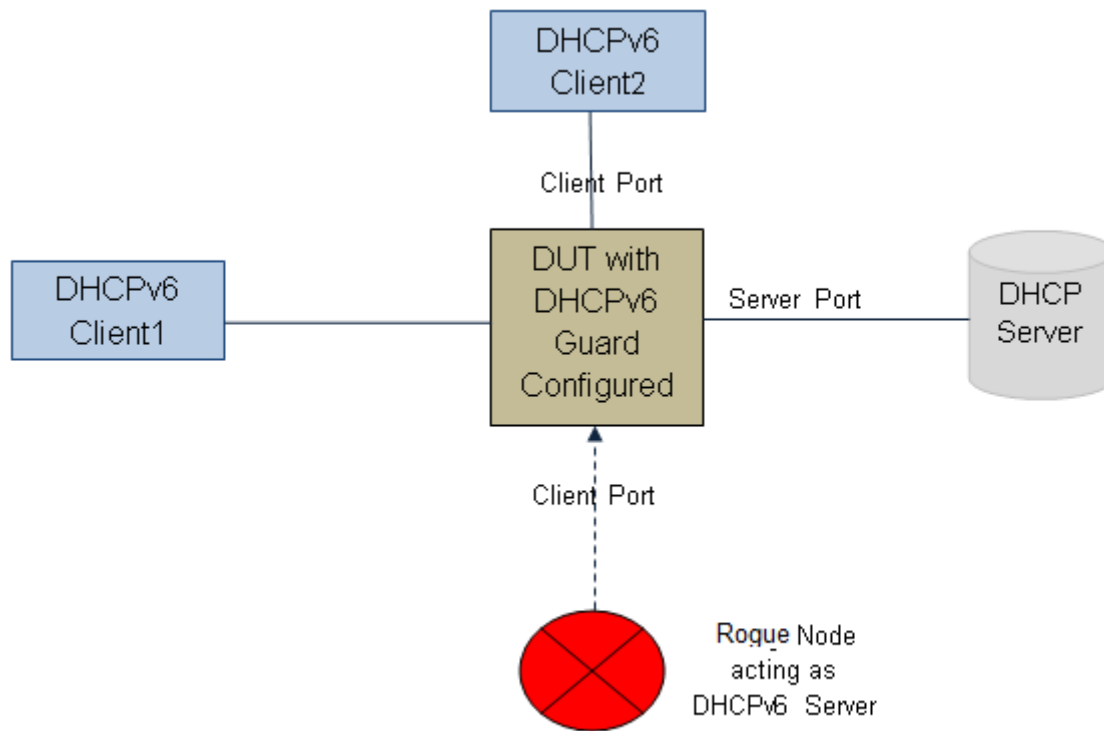 DHCPv6
Client2
Client Port
DHCPv6
Client1
DUT with
DHCPv6
Guard
Configured
Server Port
DHCP
Server
Client Port
Rogue Node
acting as
DHCPv6 Server